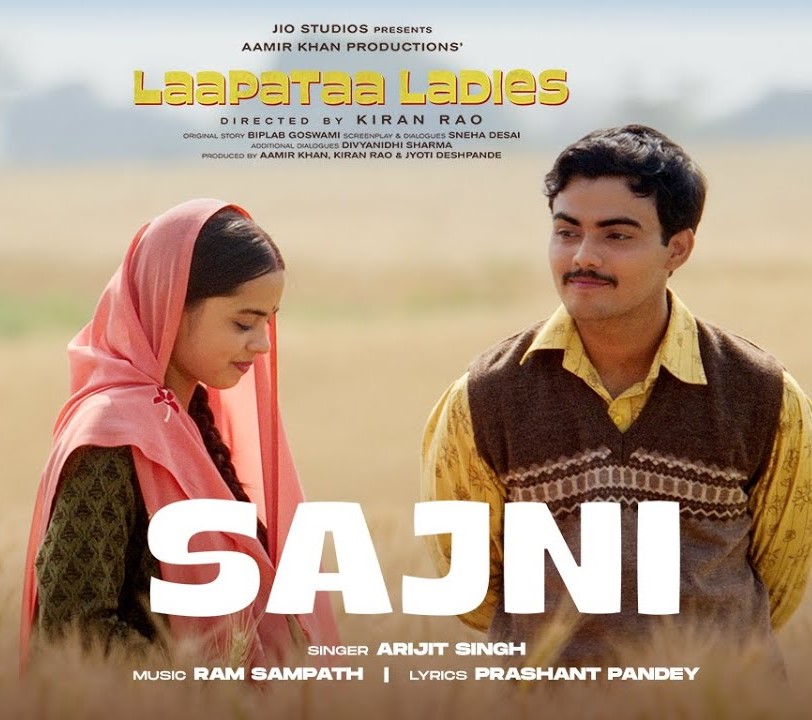 JIO STUDIOS PRESENTS
AAMIR KHAN PRODUCTIONS'
LAAPATAA LADIES
DIRECTED BY KIRAN RAO
ORIGINAL STORY BIPLAB GOSWAMI SCREENPLAY & DIALOGUES SNEHA DESAI
ADDITIONAL DIALOGUES DIVYANIDHI SHARMA
PRODUCED BY AAMIR KHAN, KIRAN RAO & JYOTI DESHPANDE
SAJNI
SINGER ARIJIT SINGH
MUSIC RAM SAMPATH | LYRICS PRASHANT PANDEY